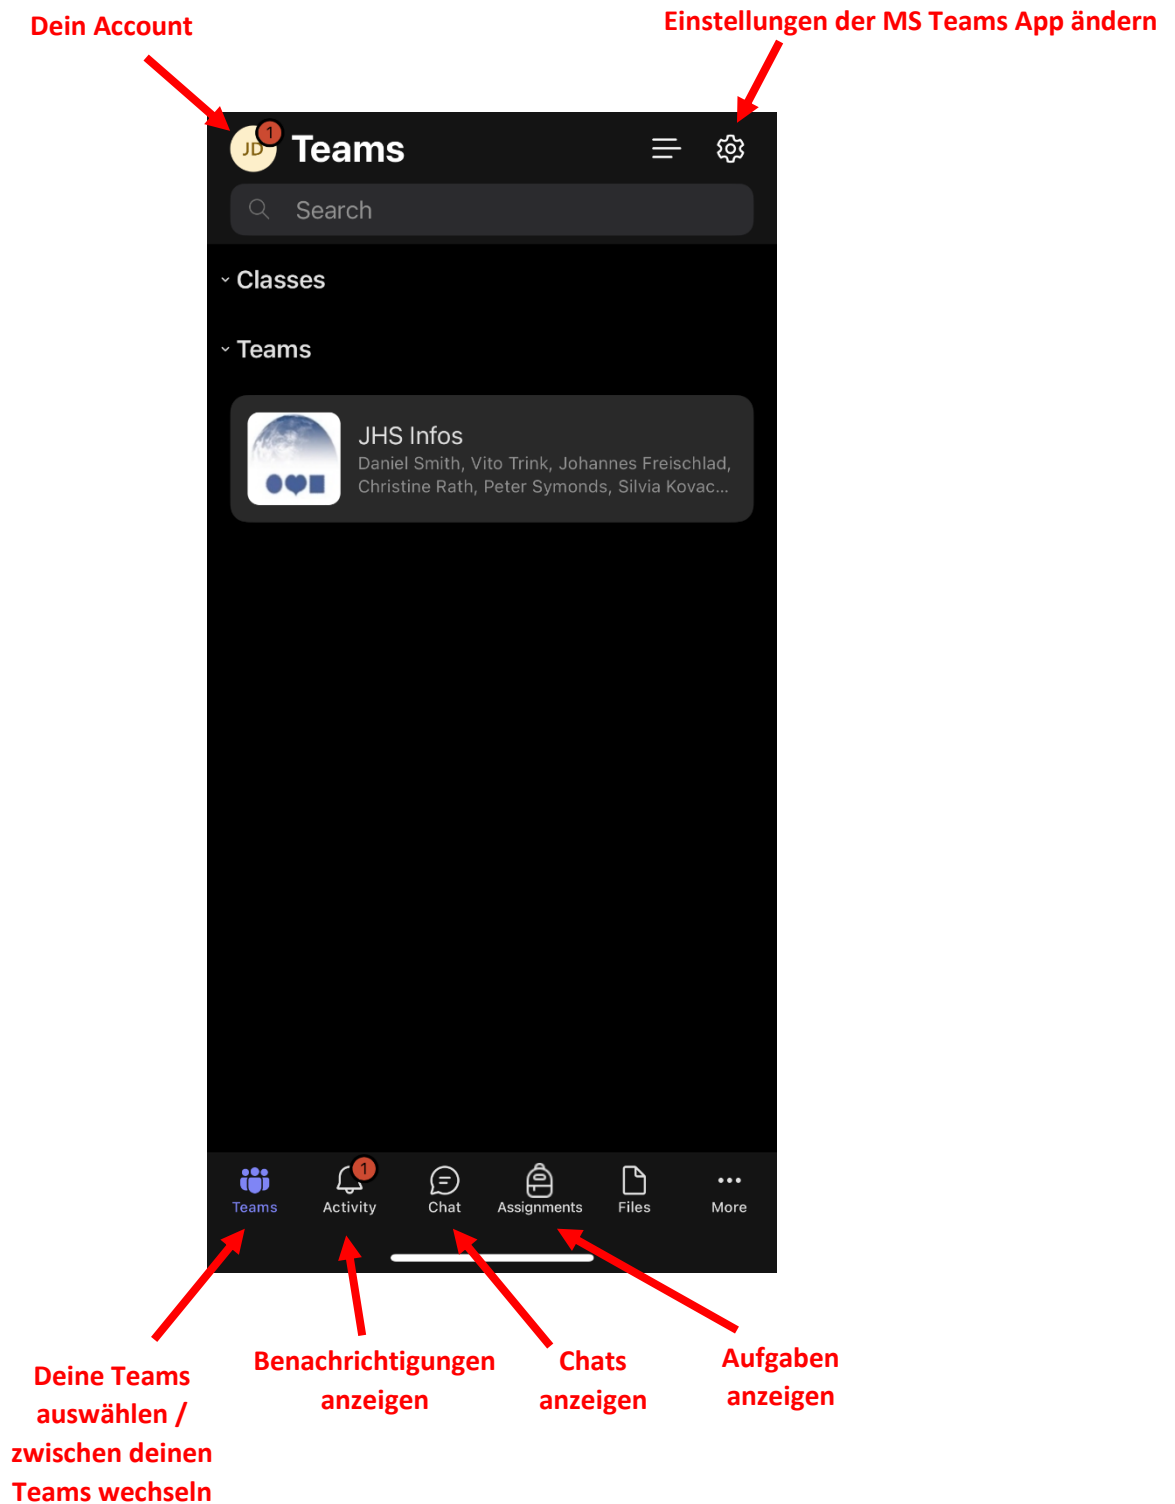 Dein Account
Einstellungen der MS Teams App ändern
JD
1
Teams
Search
Classes
Teams
JHS Infos
Daniel Smith, Vito Trink, Johannes Freischlad,
Christine Rath, Peter Symonds, Silvia Kovac...
1
Teams
Activity
Chat
Assignments
Files
More
Deine Teams
auswählen /
zwischen deinen
Teams wechseln
Benachrichtigungen
anzeigen
Chats
anzeigen
Aufgaben
anzeigen